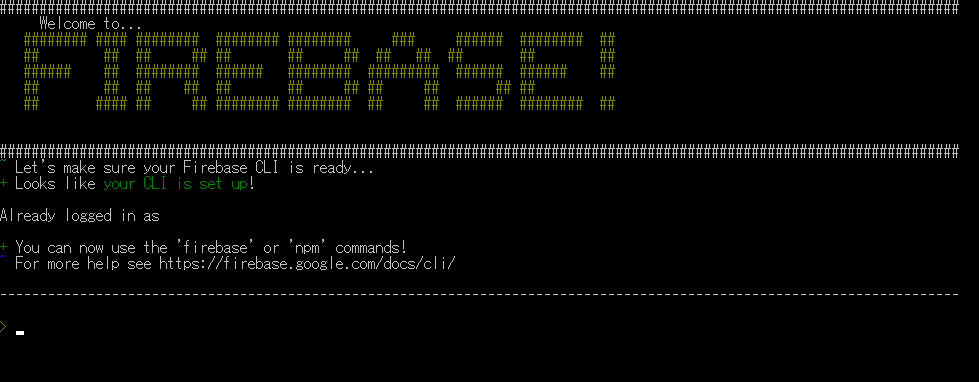 ########################################################################################################################
Welcome to...
######## #### ########  ######## ########     ###     ######  ######## ##
##        ##  ##     ## ##       ##     ##  ##   ##  ##       ##       ##
######    ##  ########  ######   ########  #########  ######  ######   ##
##        ##  ##    ##  ##       ##     ## ##     ##       ## ##
##       #### ##     ## ######## ########  ##     ##  ######  ######## ##
########################################################################################################################
~ Let's make sure your Firebase CLI is ready...
+ Looks like your CLI is set up!
Already logged in as
+ You can now use the 'firebase' or 'npm' commands!
~ For more help see https://firebase.google.com/docs/cli/
------------------------------------------------------------------------------------------------------------------------
>